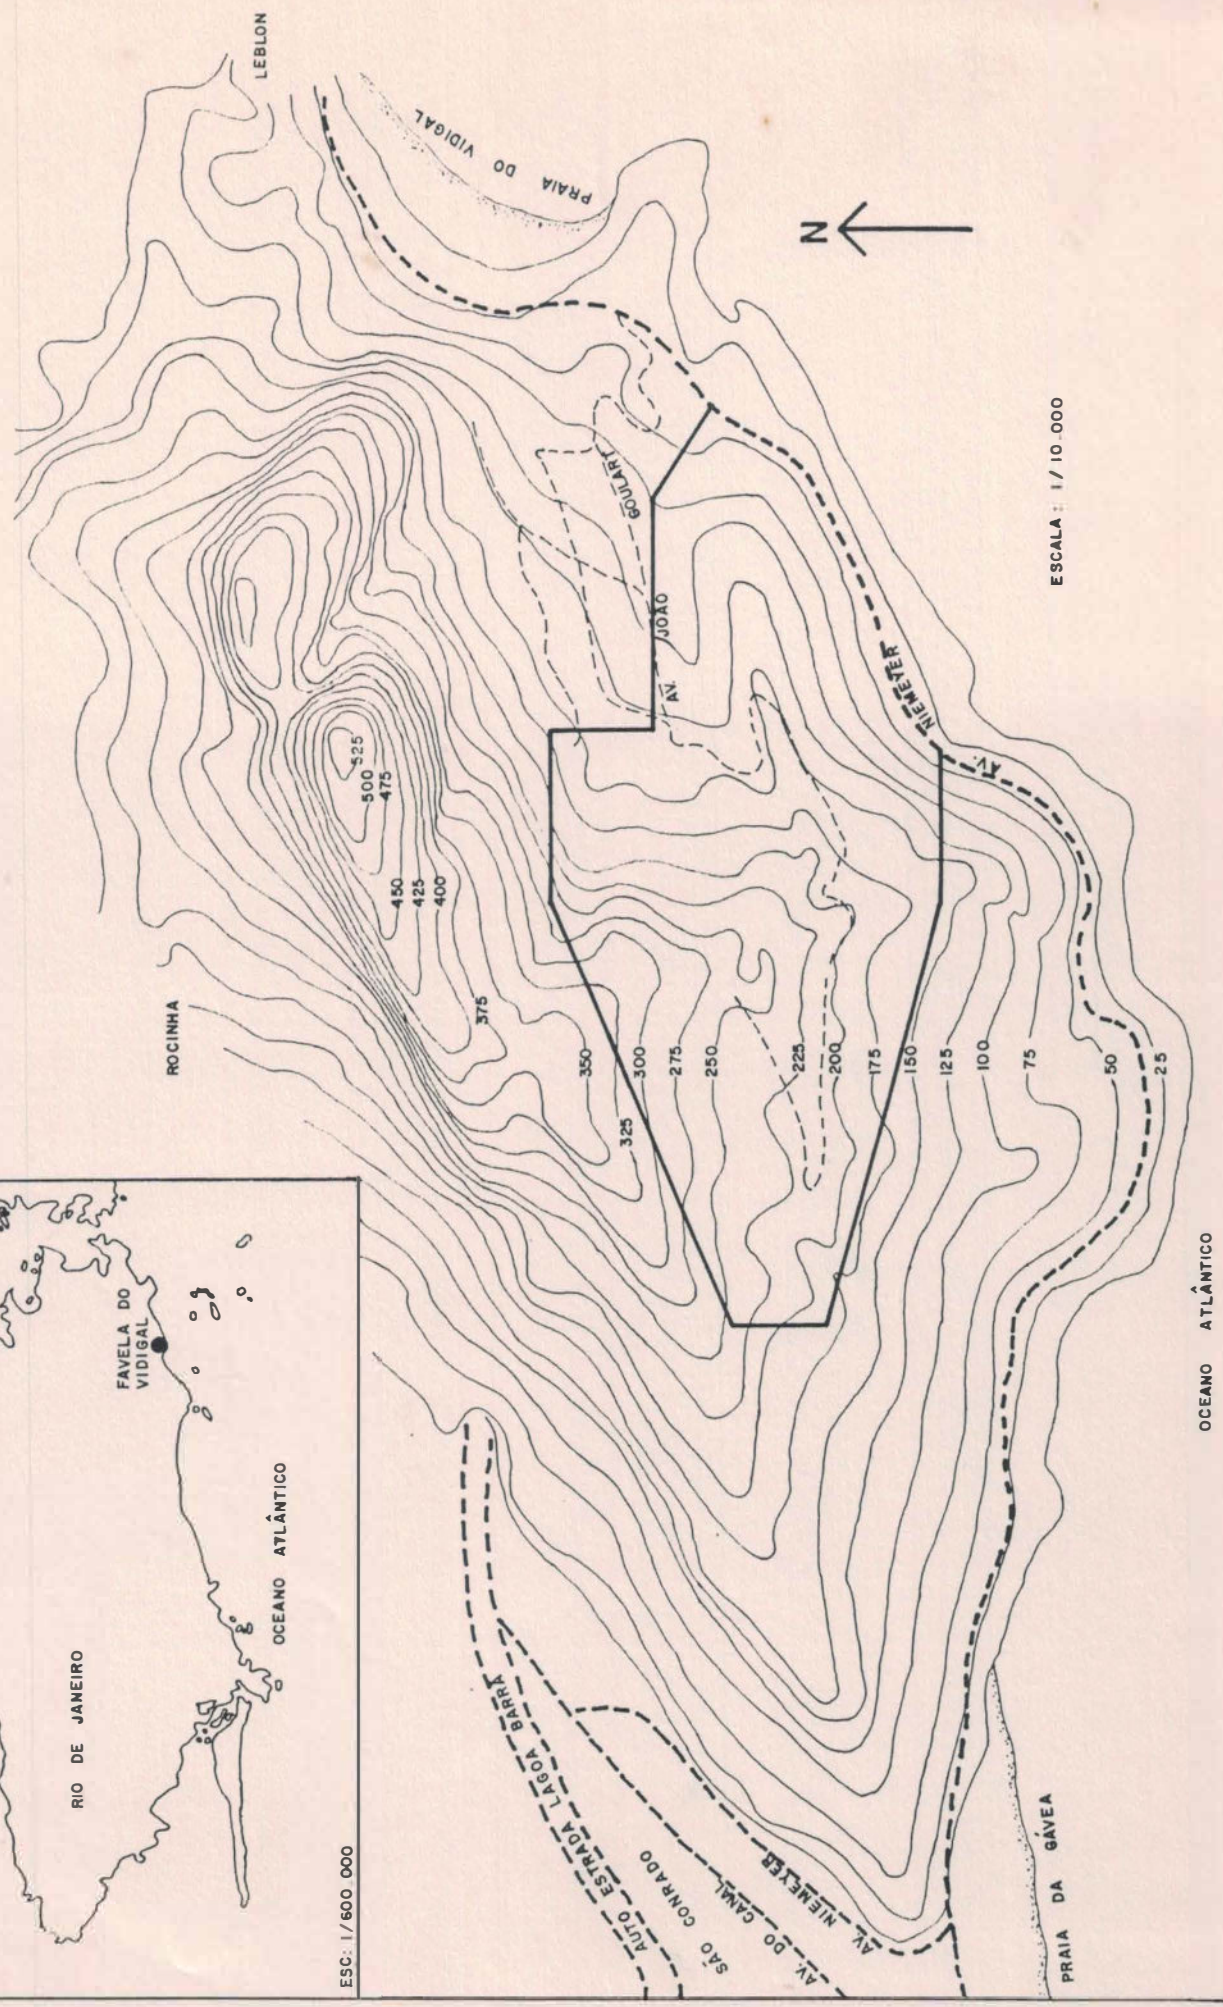 RIO DE JANEIRO
FAVELA DO
VIDIGAL
OCEANO ATLÂNTICO
ESC: 1/600.000
ROCINHA
LEBLON
PRAIA DO VIDIGAL
N
525
500
475
450
425
400
375
350
325
300
275
250
225
200
175
150
125
100
75
50
25
AV. JOÃO GOULART
AV. NIEMEYER
AUTO ESTRADA LAGOA BARRA
SÃO CONRADO
AV. DO CANAL
AV. NIEMEYER
PRAIA DA GÁVEA
OCEANO ATLÂNTICO
ESCALA: 1/10.000